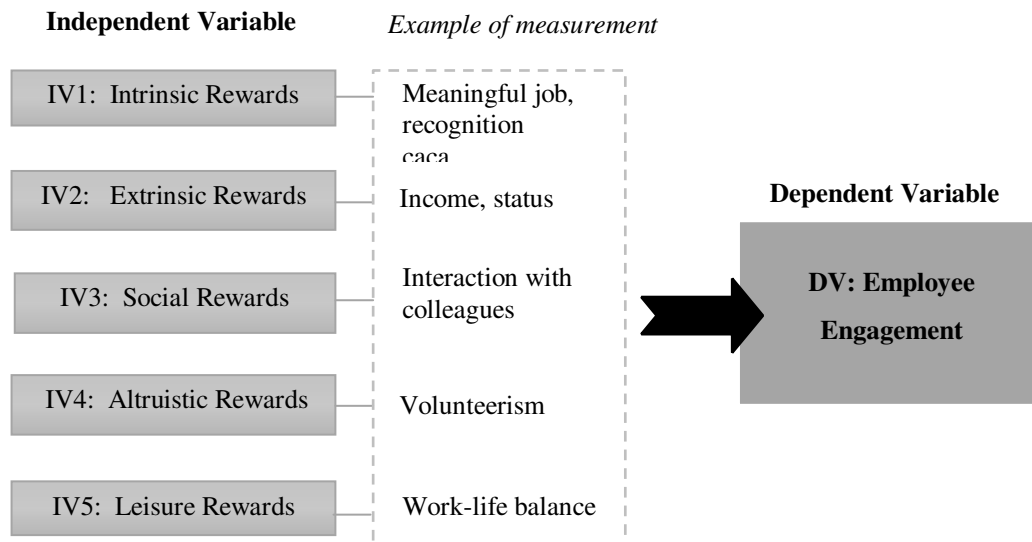 Independent Variable
Example of measurement
IV1: Intrinsic Rewards
Meaningful job,
recognition
caca
IV2: Extrinsic Rewards
Income, status
Dependent Variable
IV3: Social Rewards
Interaction with
colleagues
DV: Employee
Engagement
IV4: Altruistic Rewards
Volunteerism
IV5: Leisure Rewards
Work-life balance